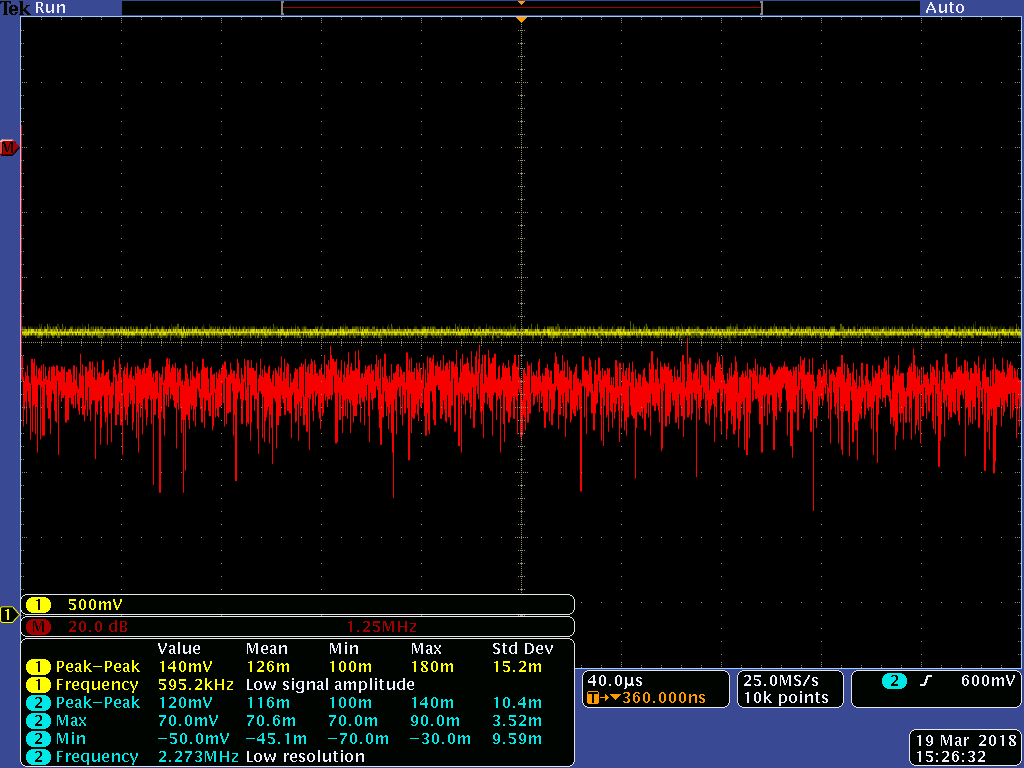 Tek Run Auto
M
1
1 500mV
M 20.0 dB 1.25MHz
Value Mean Min Max Std Dev
1 Peak−Peak 140mV 126m 100m 180m 15.2m
1 Frequency 595.2kHz Low signal amplitude
2 Peak−Peak 120mV 116m 100m 140m 10.4m
2 Max 70.0mV 70.6m 70.0m 90.0m 3.52m
2 Min −50.0mV −45.1m −70.0m −30.0m 9.59m
2 Frequency 2.273MHz Low resolution
40.0µs
T→▼360.000ns
25.0MS/s
10k points
2 ƒ 600mV
19 Mar 2018
15:26:32